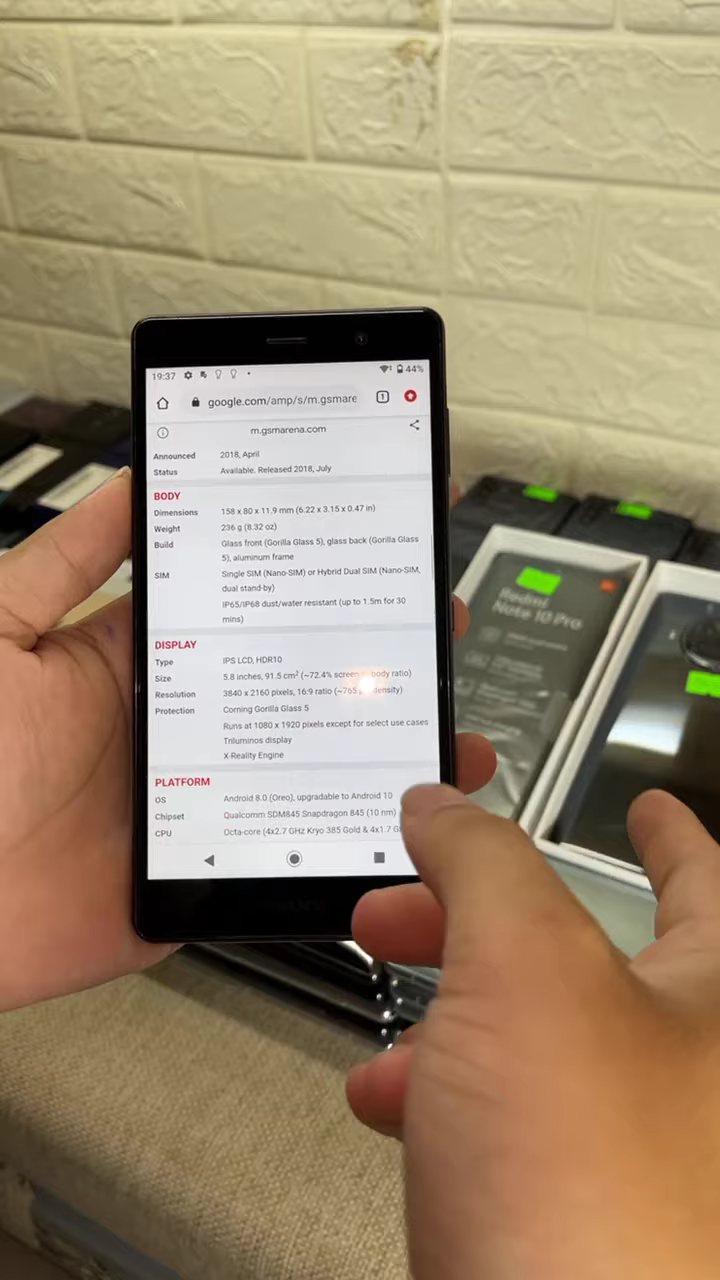 19:37
44%
google.com/amp/s/m.gsmare
1
m.gsmarena.com
Announced 2018, April
Status Available. Released 2018, July
BODY
Dimensions 158 x 80 x 11.9 mm (6.22 x 3.15 x 0.47 in)
Weight 236 g (8.32 oz)
Build Glass front (Gorilla Glass 5), glass back (Gorilla Glass
5), aluminum frame
SIM Single SIM (Nano-SIM) or Hybrid Dual SIM (Nano-SIM,
dual stand-by)
IP65/IP68 dust/water resistant (up to 1.5m for 30
mins)
DISPLAY
Type IPS LCD, HDR10
Size 5.8 inches, 91.5 cm² (~72.4% screen body ratio)
Resolution 3840 x 2160 pixels, 16:9 ratio (~765 density)
Protection Corning Gorilla Glass 5
Runs at 1080 x 1920 pixels except for select use cases
Triluminos display
X-Reality Engine
PLATFORM
OS Android 8.0 (Oreo), upgradable to Android 10
Chipset Qualcomm SDM845 Snapdragon 845 (10 nm)
CPU Octa-core (4x2.7 GHz Kryo 385 Gold & 4x1.7 G
Redmi
Note 10 Pro